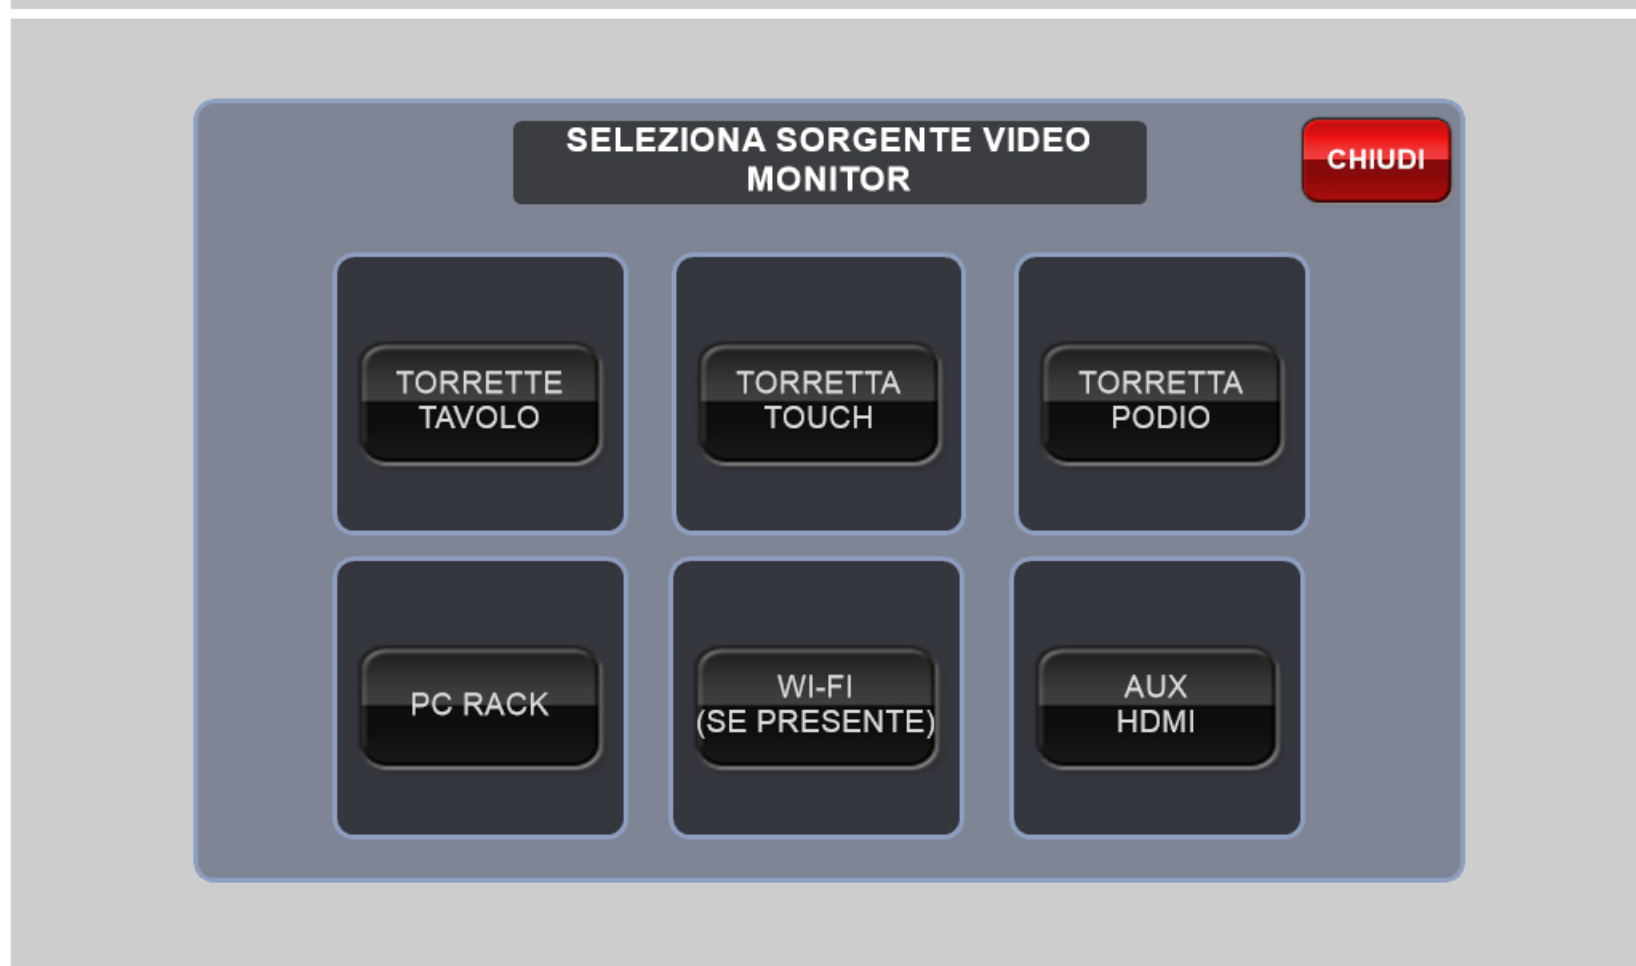 SELEZIONA SORGENTE VIDEO
MONITOR
CHIUDI
TORRETTE
TAVOLO
TORRETTA
TOUCH
TORRETTA
PODIO
PC RACK
WI-FI
(SE PRESENTE)
AUX
HDMI